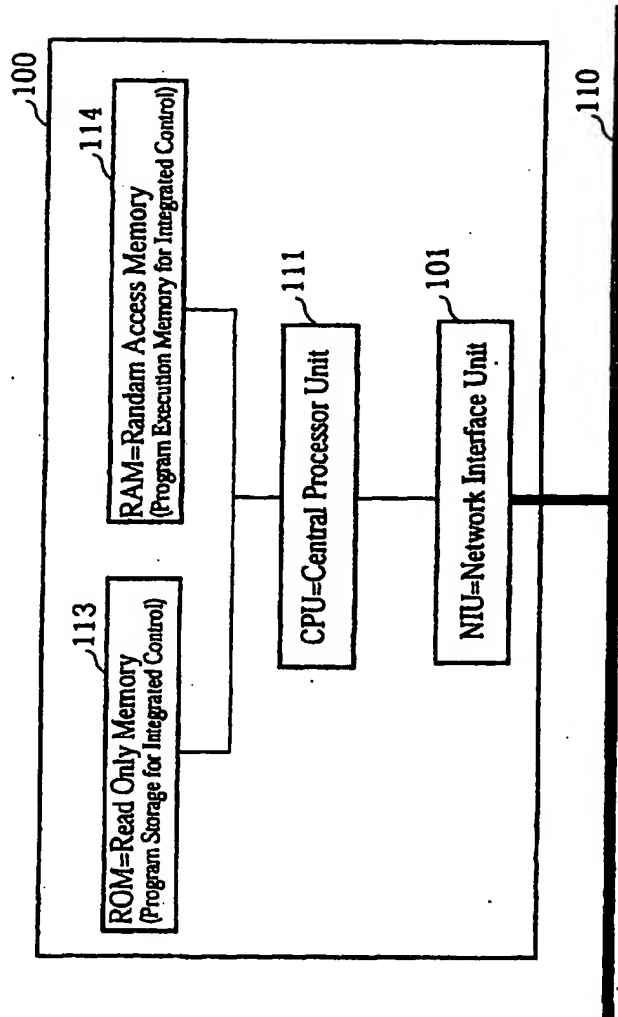 100
113
ROM=Read Only Memory
(Program Storage for Integrated Control)
114
RAM=Randam Access Memory
(Program Execution Memory for Integrated Control)
111
CPU=Central Processor Unit
101
NIU=Network Interface Unit
110